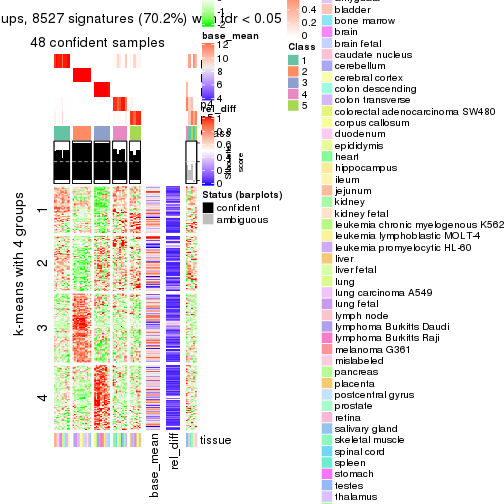 ups, 8527 signatures (70.2%) with fdr < 0.05
48 confident samples
k-means with 4 groups
1
2
3
4
base_mean
rel_diff
tissue
-2
base_mean
12
10
8
6
4
rel_diff
1
0.8
0.6
0.4
0.2
0
Silhouette
score
Status (barplots)
confident
ambiguous
0.4
0.2
0
Class
1
2
3
4
5
bladder
bone marrow
brain
brain fetal
caudate nucleus
cerebellum
cerebral cortex
colon descending
colon transverse
colorectal adenocarcinoma SW480
corpus callosum
duodenum
epididymis
heart
hippocampus
ileum
jejunum
kidney
kidney fetal
leukemia chronic myelogenous K562
leukemia lymphoblastic MOLT-4
leukemia promyelocytic HL-60
liver
liver fetal
lung
lung carcinoma A549
lung fetal
lymph node
lymphoma Burkitts Daudi
lymphoma Burkitts Raji
melanoma G361
mislabeled
pancreas
placenta
postcentral gyrus
prostate
retina
salivary gland
skeletal muscle
spinal cord
spleen
stomach
testes
thalamus